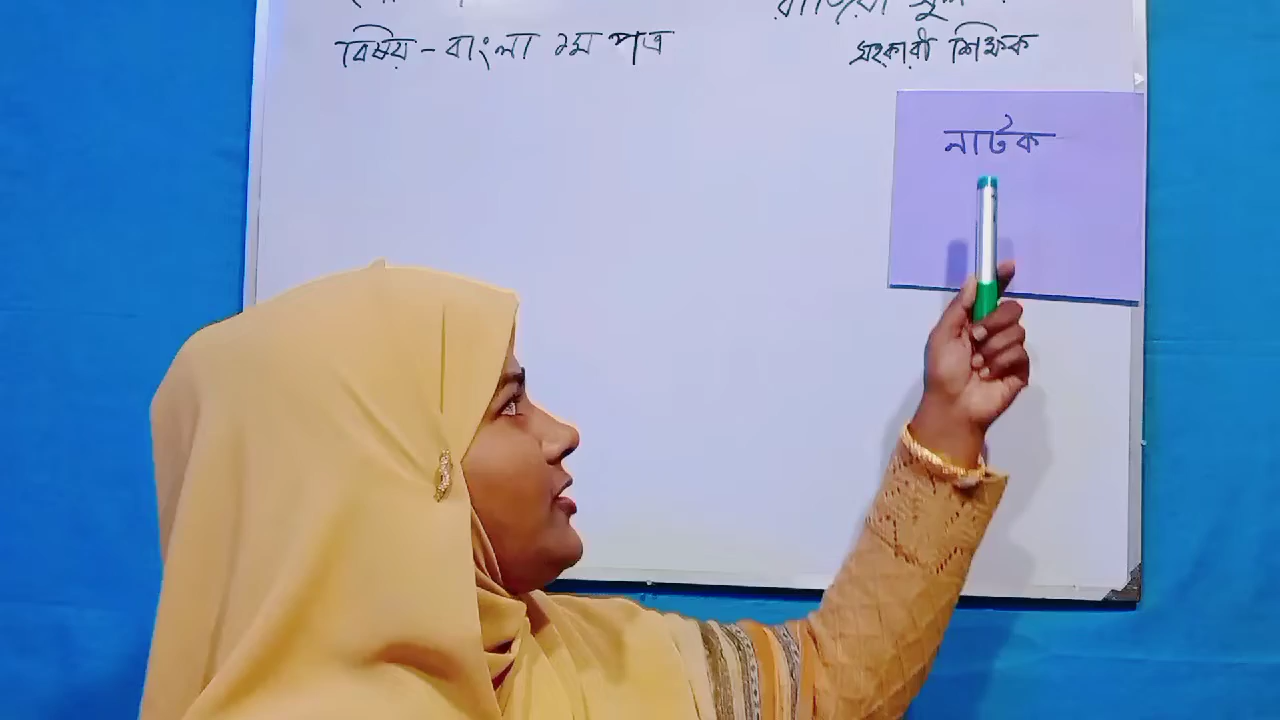 বিষয় - বাংলা ১ম পত্র
সহকারী শিক্ষক
নাটক